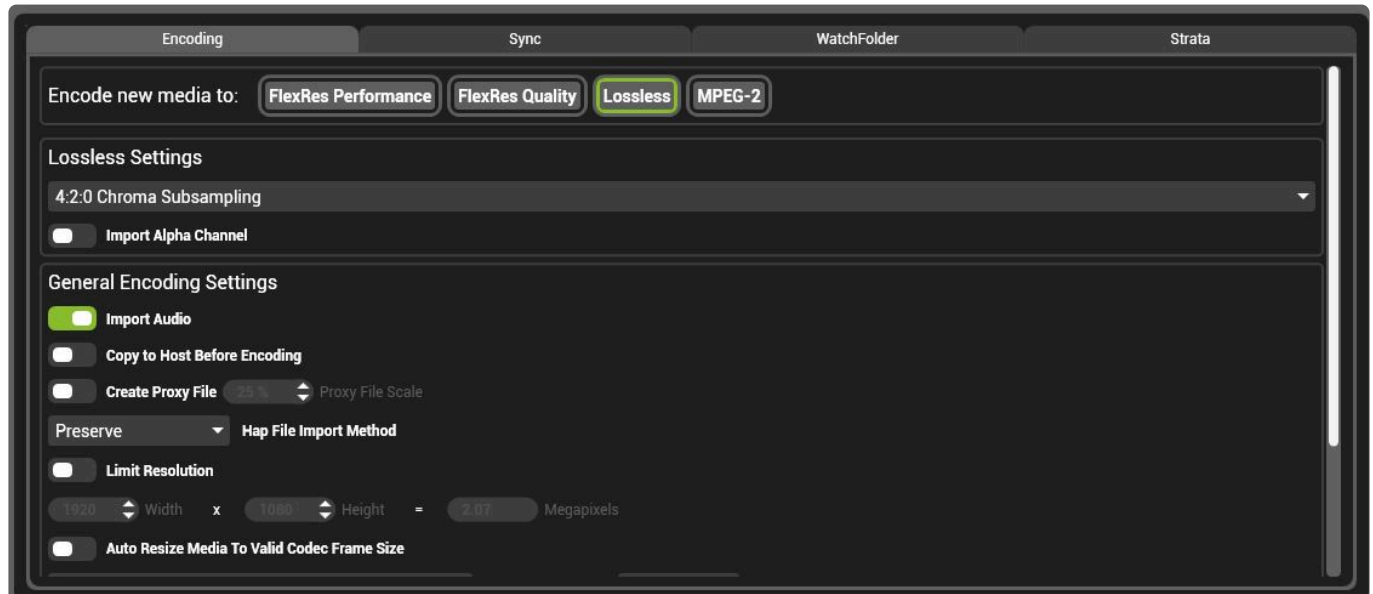 Encoding Sync WatchFolder Strata
Encode new media to: FlexRes Performance FlexRes Quality Lossless MPEG-2
Lossless Settings
4:2:0 Chroma Subsampling
Import Alpha Channel
General Encoding Settings
Import Audio
Copy to Host Before Encoding
Create Proxy File 25 % Proxy File Scale
Preserve Hap File Import Method
Limit Resolution
1920 Width x 1080 Height = 2.07 Megapixels
Auto Resize Media To Valid Codec Frame Size